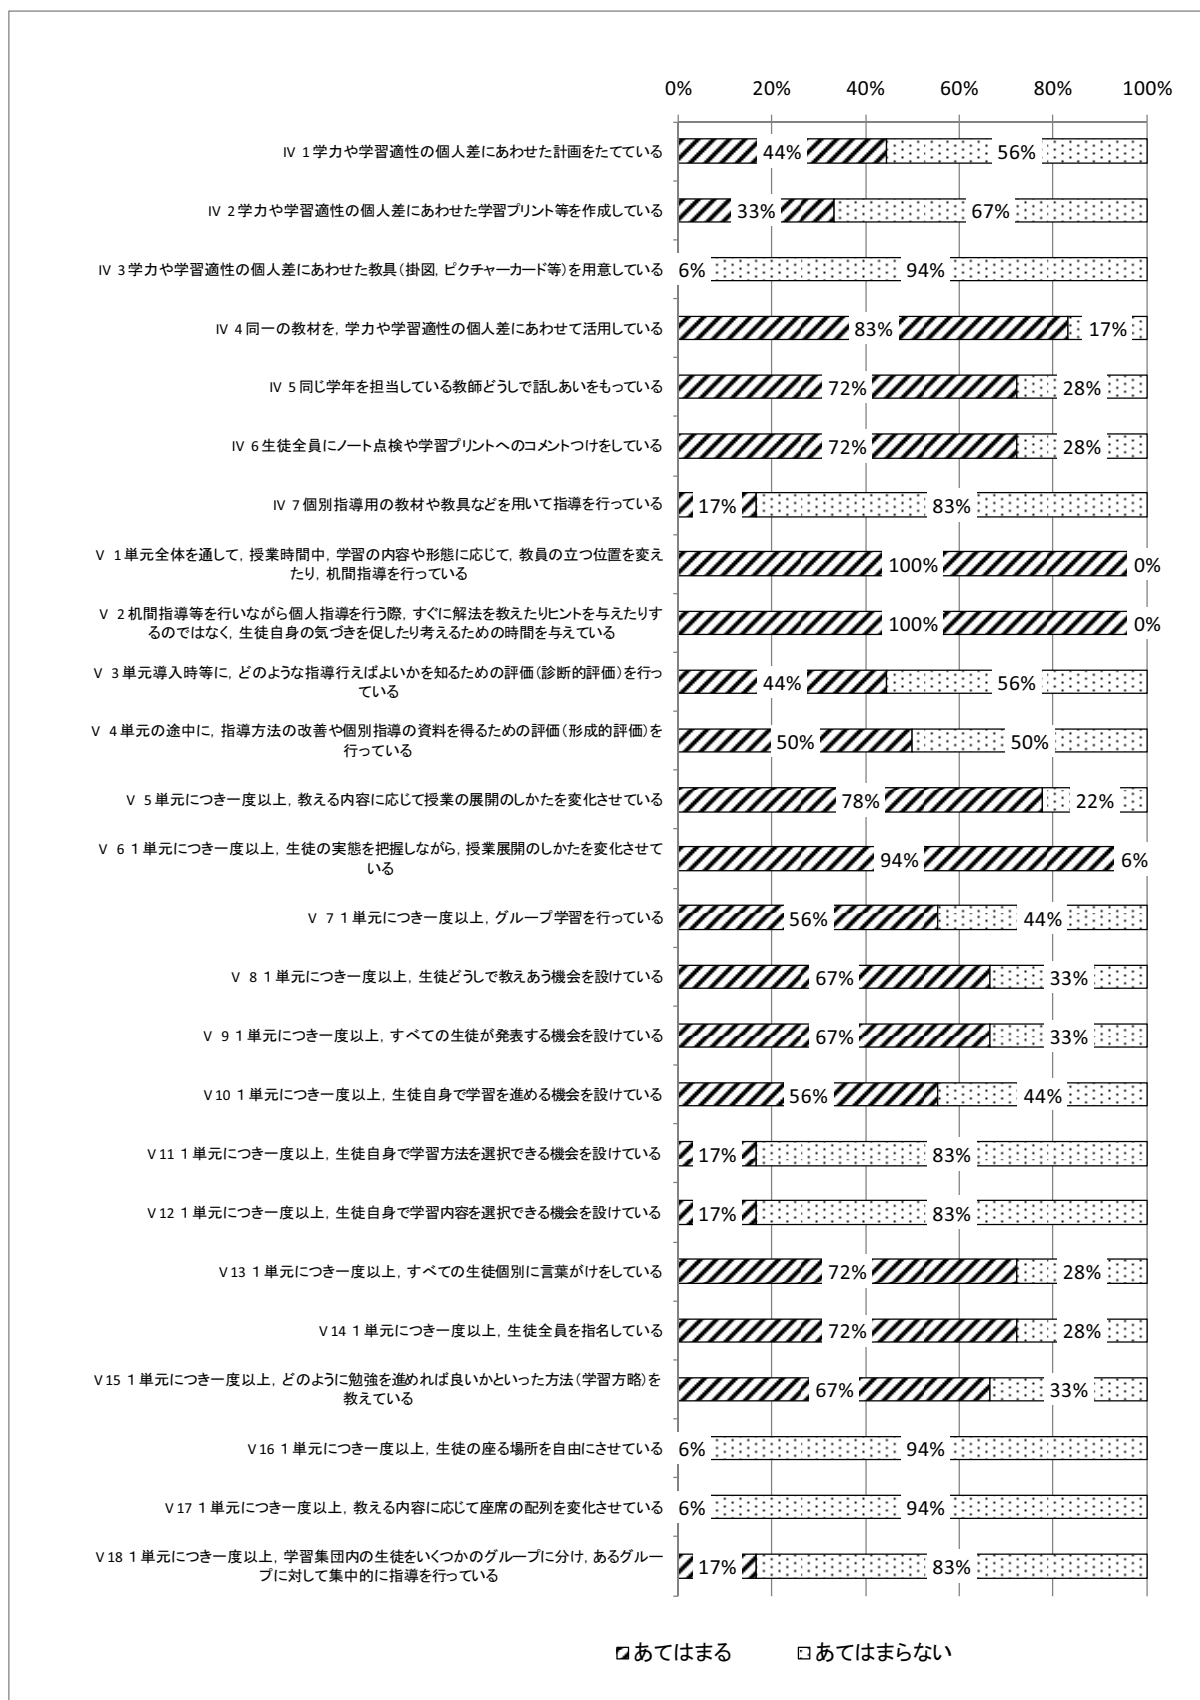 0% 20% 40% 60% 80% 100%
Ⅳ 1学力や学習適性の個人差にあわせた計画をたてている 44% 56%
Ⅳ 2学力や学習適性の個人差にあわせた学習プリント等を作成している 33% 67%
Ⅳ 3学力や学習適性の個人差にあわせた教具(掛図,ピクチャーカード等)を用意している 6% 94%
Ⅳ 4同一の教材を,学力や学習適性の個人差にあわせて活用している 83% 17%
Ⅳ 5同じ学年を担当している教師どうしで話しあいをもっている 72% 28%
Ⅳ 6生徒全員にノート点検や学習プリントへのコメントつけをしている 72% 28%
Ⅳ 7個別指導用の教材や教具などを用いて指導を行っている 17% 83%
Ⅴ 1単元全体を通して,授業時間中,学習の内容や形態に応じて,教員の立つ位置を変え
たり,机間指導を行っている 100% 0%
Ⅴ 2机間指導等を行いながら個人指導を行う際,すぐに解法を教えたりヒントを与えたりす
るのではなく,生徒自身の気づきを促したり考えるための時間を与えている 100% 0%
Ⅴ 3単元導入時等に,どのような指導行えばよいかを知るための評価(診断的評価)を行っ
ている 44% 56%
Ⅴ 4単元の途中に,指導方法の改善や個別指導の資料を得るための評価(形成的評価)を
行っている 50% 50%
Ⅴ 5単元につき一度以上,教える内容に応じて授業の展開のしかたを変化させている 78% 22%
Ⅴ 6 1単元につき一度以上,生徒の実態を把握しながら,授業展開のしかたを変化させて
いる 94% 6%
Ⅴ 7 1単元につき一度以上,グループ学習を行っている 56% 44%
Ⅴ 8 1単元につき一度以上,生徒どうしで教えあう機会を設けている 67% 33%
Ⅴ 9 1単元につき一度以上,すべての生徒が発表する機会を設けている 67% 33%
Ⅴ10 1単元につき一度以上,生徒自身で学習を進める機会を設けている 56% 44%
Ⅴ11 1単元につき一度以上,生徒自身で学習方法を選択できる機会を設けている 17% 83%
Ⅴ12 1単元につき一度以上,生徒自身で学習内容を選択できる機会を設けている 17% 83%
Ⅴ13 1単元につき一度以上,すべての生徒個別に言葉がけをしている 72% 28%
Ⅴ14 1単元につき一度以上,生徒全員を指名している 72% 28%
Ⅴ15 1単元につき一度以上,どのように勉強を進めれば良いかといった方法(学習方略)を
教えている 67% 33%
Ⅴ16 1単元につき一度以上,生徒の座る場所を自由にさせている 6% 94%
Ⅴ17 1単元につき一度以上,教える内容に応じて座席の配列を変化させている 6% 94%
Ⅴ18 1単元につき一度以上,学習集団内の生徒をいくつかのグループに分け,あるグルー
プに対して集中的に指導を行っている 17% 83%
あてはまる あてはまらない